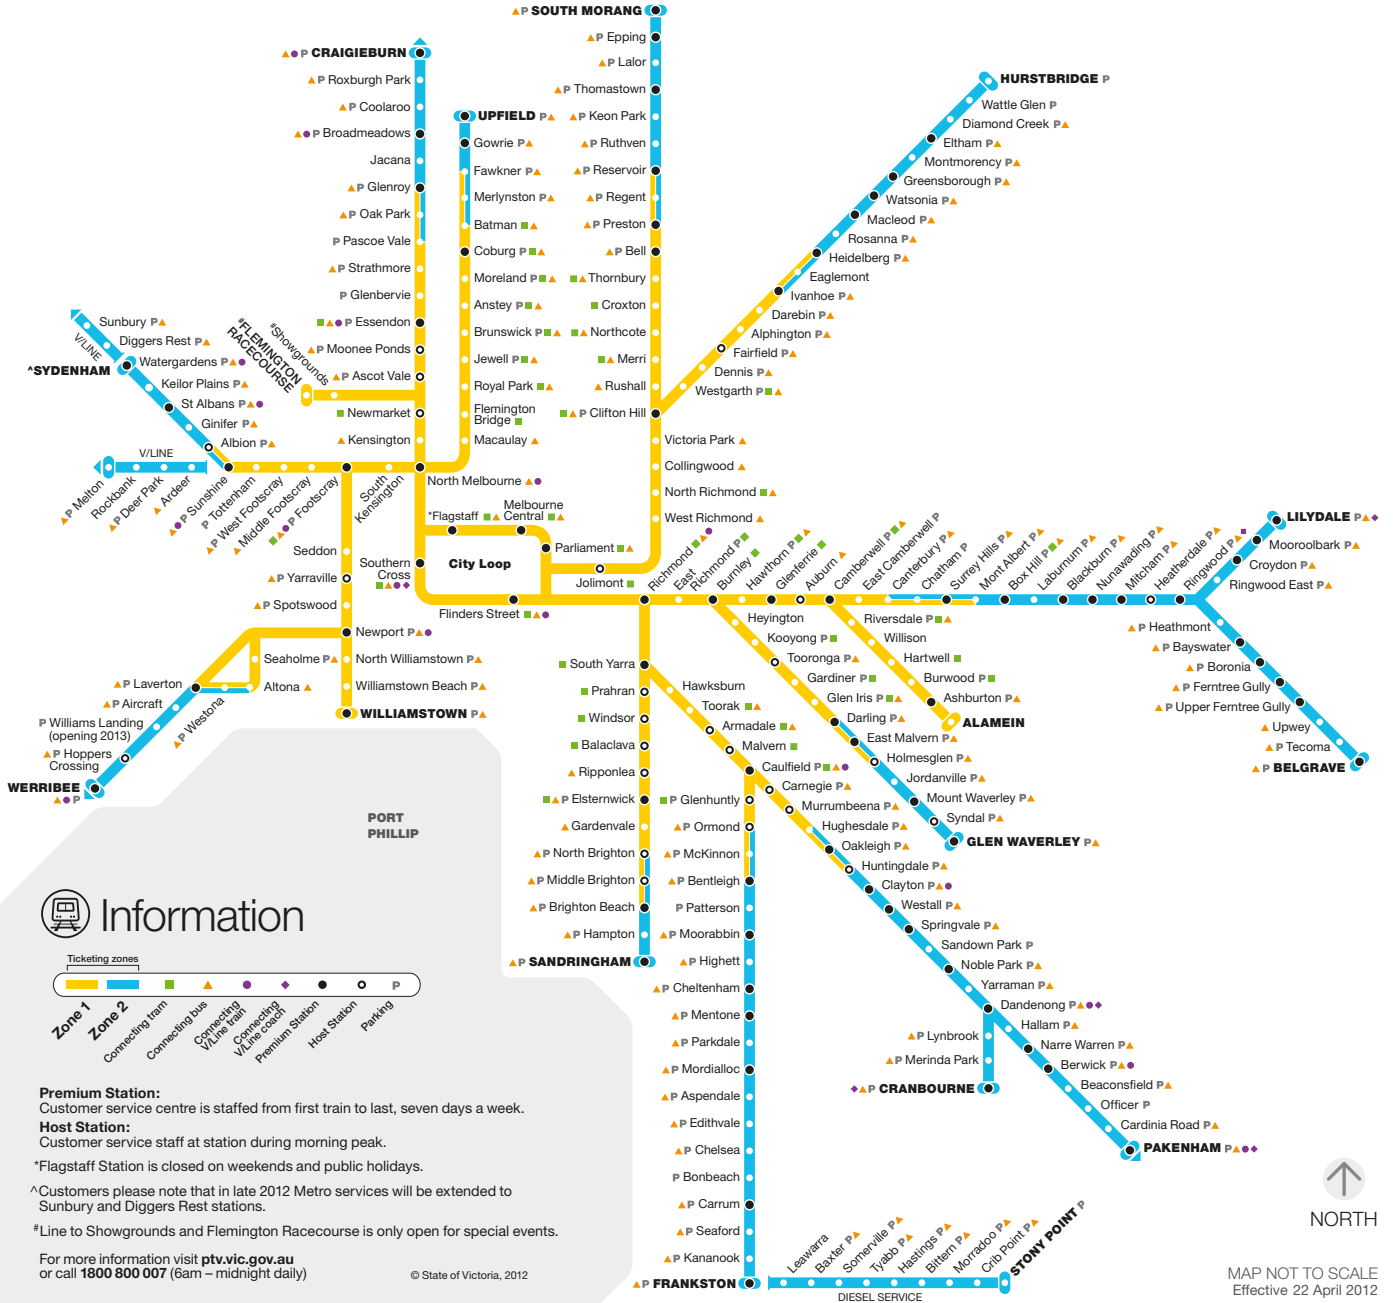 SOUTH MORANG
P Epping
P Lalor
P Thomastown
P Keon Park
P Ruthven
P Reservoir
P Regent
P Preston
P Bell
Thornbury
Croxton
Northcote
Merri
Rushall
P Clifton Hill
Victoria Park
Collingwood
North Richmond
West Richmond
P CRAIGIEBURN
P Roxburgh Park
P Coolaroo
P Broadmeadows
Jacana
P Glenroy
P Oak Park
P Pascoe Vale
P Strathmore
P Glenbervie
P Essendon
P Moonee Ponds
P Ascot Vale
Newmarket
Kensington
#Showgrounds
#FLEMINGTON
RACECOURSE
UPFIELD P
Gowrie P
Fawkner P
Merlynston P
Batman
Coburg P
Moreland P
Anstey P
Brunswick P
Jewell P
Royal Park
Flemington
Bridge
Macaulay
North Melbourne
HURSTBRIDGE P
Wattle Glen P
Diamond Creek P
Eltham P
Montmorency P
Greensborough P
Watsonia P
Macleod P
Rosanna P
Heidelberg P
Eaglemont
Ivanhoe P
Darebin P
Alphington P
Fairfield P
Dennis P
Westgarth P
Sunbury P
V/LINE
Diggers Rest P
Watergardens P
^SYDENHAM
Keilor Plains P
St Albans P
Ginifer P
Albion P
V/LINE
P Melton
Rockbank
P Deer Park
Ardeer
P Sunshine
P Tottenham
P West Footscray
Middle Footscray
P Footscray
South
Kensington
*Flagstaff
Melbourne
Central
Parliament
City Loop
Southern
Cross
Flinders Street
Jolimont
Richmond
East
Richmond P
Burnley
Hawthorn P
Glenferrie
Auburn
Camberwell P
East Camberwell P
Canterbury P
Chatham P
Surrey Hills P
Mont Albert P
Box Hill P
Laburnum P
Blackburn P
Nunawading P
Mitcham P
Heatherdale P
Ringwood P
LILYDALE P
Mooroolbark P
Croydon P
Ringwood East P
P Heathmont
P Bayswater
P Boronia
P Ferntree Gully
P Upper Ferntree Gully
Upwey
P Tecoma
P BELGRAVE
Riversdale P
Willison
Hartwell
Burwood P
Ashburton P
ALAMEIN
Heyington
Kooyong P
Tooronga P
Gardiner P
Glen Iris P
Darling P
East Malvern P
Holmesglen P
Jordanville P
Mount Waverley P
Syndal P
GLEN WAVERLEY P
Seddon
P Yarraville
P Spotswood
Newport P
Seaholme P
Altona
P Laverton
P Westona
P Aircraft
P Williams Landing
(opening 2013)
P Hoppers
Crossing
WERRIBEE
P
North Williamstown P
Williamstown Beach P
WILLIAMSTOWN P
South Yarra
Prahran
Windsor
Balaclava
Ripponlea
P Elsternwick
Gardenvale
P North Brighton
P Middle Brighton
P Brighton Beach
P Hampton
P SANDRINGHAM
Hawksburn
Toorak
Armadale
Malvern
Caulfield P
Carnegie P
Murrumbeena P
Hughesdale P
Oakleigh P
Huntingdale P
Clayton P
Westall P
Springvale P
Sandown Park P
Noble Park P
Yarraman P
Dandenong P
Hallam P
Narre Warren P
Berwick P
Beaconsfield P
Officer P
Cardinia Road P
PAKENHAM P
P Lynbrook
P Merinda Park
P CRANBOURNE
P Glenhuntly
P Ormond
P McKinnon
P Bentleigh
P Patterson
P Moorabbin
P Highett
P Cheltenham
P Mentone
P Parkdale
P Mordialloc
P Aspendale
P Edithvale
P Chelsea
P Bonbeach
P Carrum
P Seaford
P Kananook
P FRANKSTON
Leawarra
Baxter P
Somerville P
Tyabb P
Hastings P
Bittern P
Morradoo P
Crib Point P
STONY POINT P
DIESEL SERVICE
PORT
PHILLIP
Information
Ticketing zones
P
Zone 1
Zone 2
Connecting tram
Connecting bus
Connecting
V/Line train
Connecting
V/Line coach
Premium Station
Host Station
Parking
Premium Station:
Customer service centre is staffed from first train to last, seven days a week.
Host Station:
Customer service staff at station during morning peak.
*Flagstaff Station is closed on weekends and public holidays.
^Customers please note that in late 2012 Metro services will be extended to
Sunbury and Diggers Rest stations.
#Line to Showgrounds and Flemington Racecourse is only open for special events.
For more information visit ptv.vic.gov.au
or call 1800 800 007 (6am – midnight daily)
© State of Victoria, 2012
NORTH
MAP NOT TO SCALE
Effective 22 April 2012